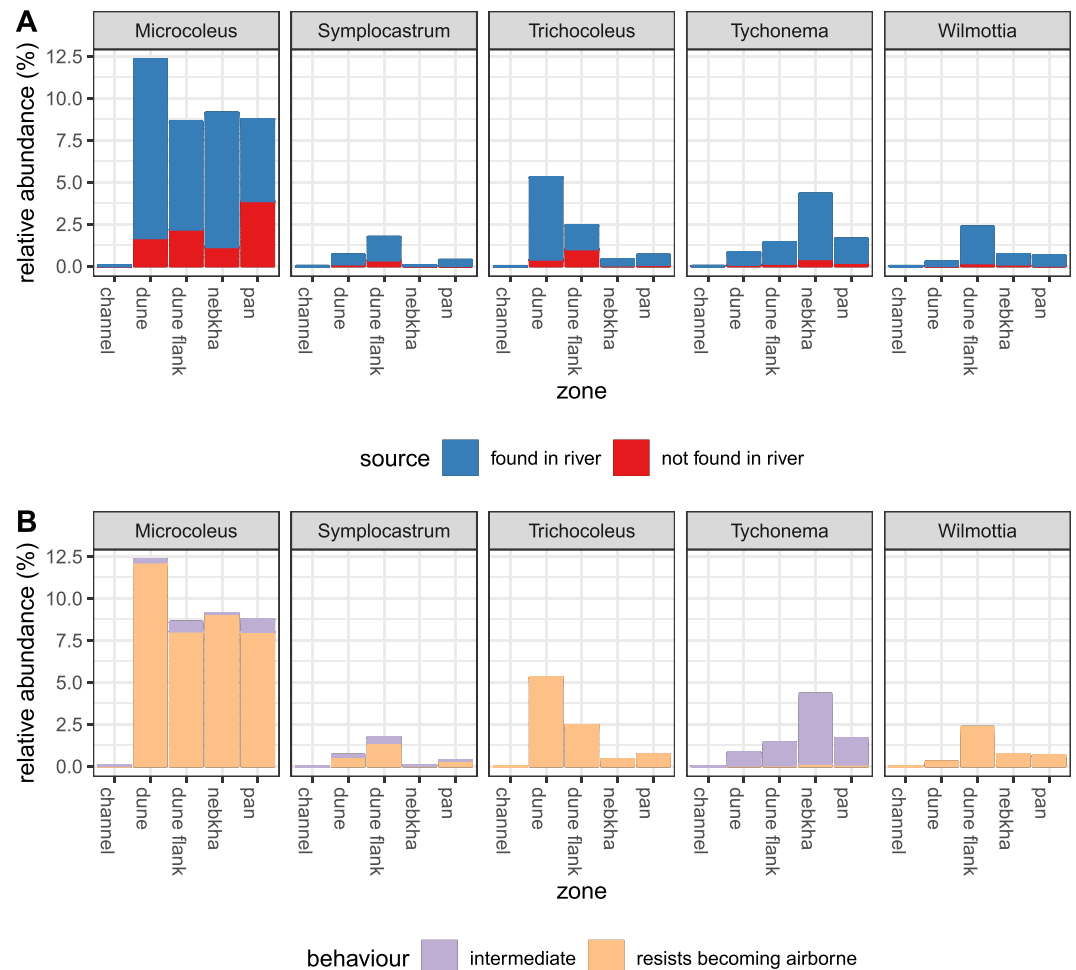 A
Microcoleus Symplocastrum Trichocoleus Tychonema Wilmottia
relative abundance (%)
12.5
10.0
7.5
5.0
2.5
0.0
channel dune dune flank nebkha pan channel dune dune flank nebkha pan channel dune dune flank nebkha pan channel dune dune flank nebkha pan channel dune dune flank nebkha pan
zone
source found in river not found in river
B
Microcoleus Symplocastrum Trichocoleus Tychonema Wilmottia
relative abundance (%)
12.5
10.0
7.5
5.0
2.5
0.0
channel dune dune flank nebkha pan channel dune dune flank nebkha pan channel dune dune flank nebkha pan channel dune dune flank nebkha pan channel dune dune flank nebkha pan
zone
behaviour intermediate resists becoming airborne